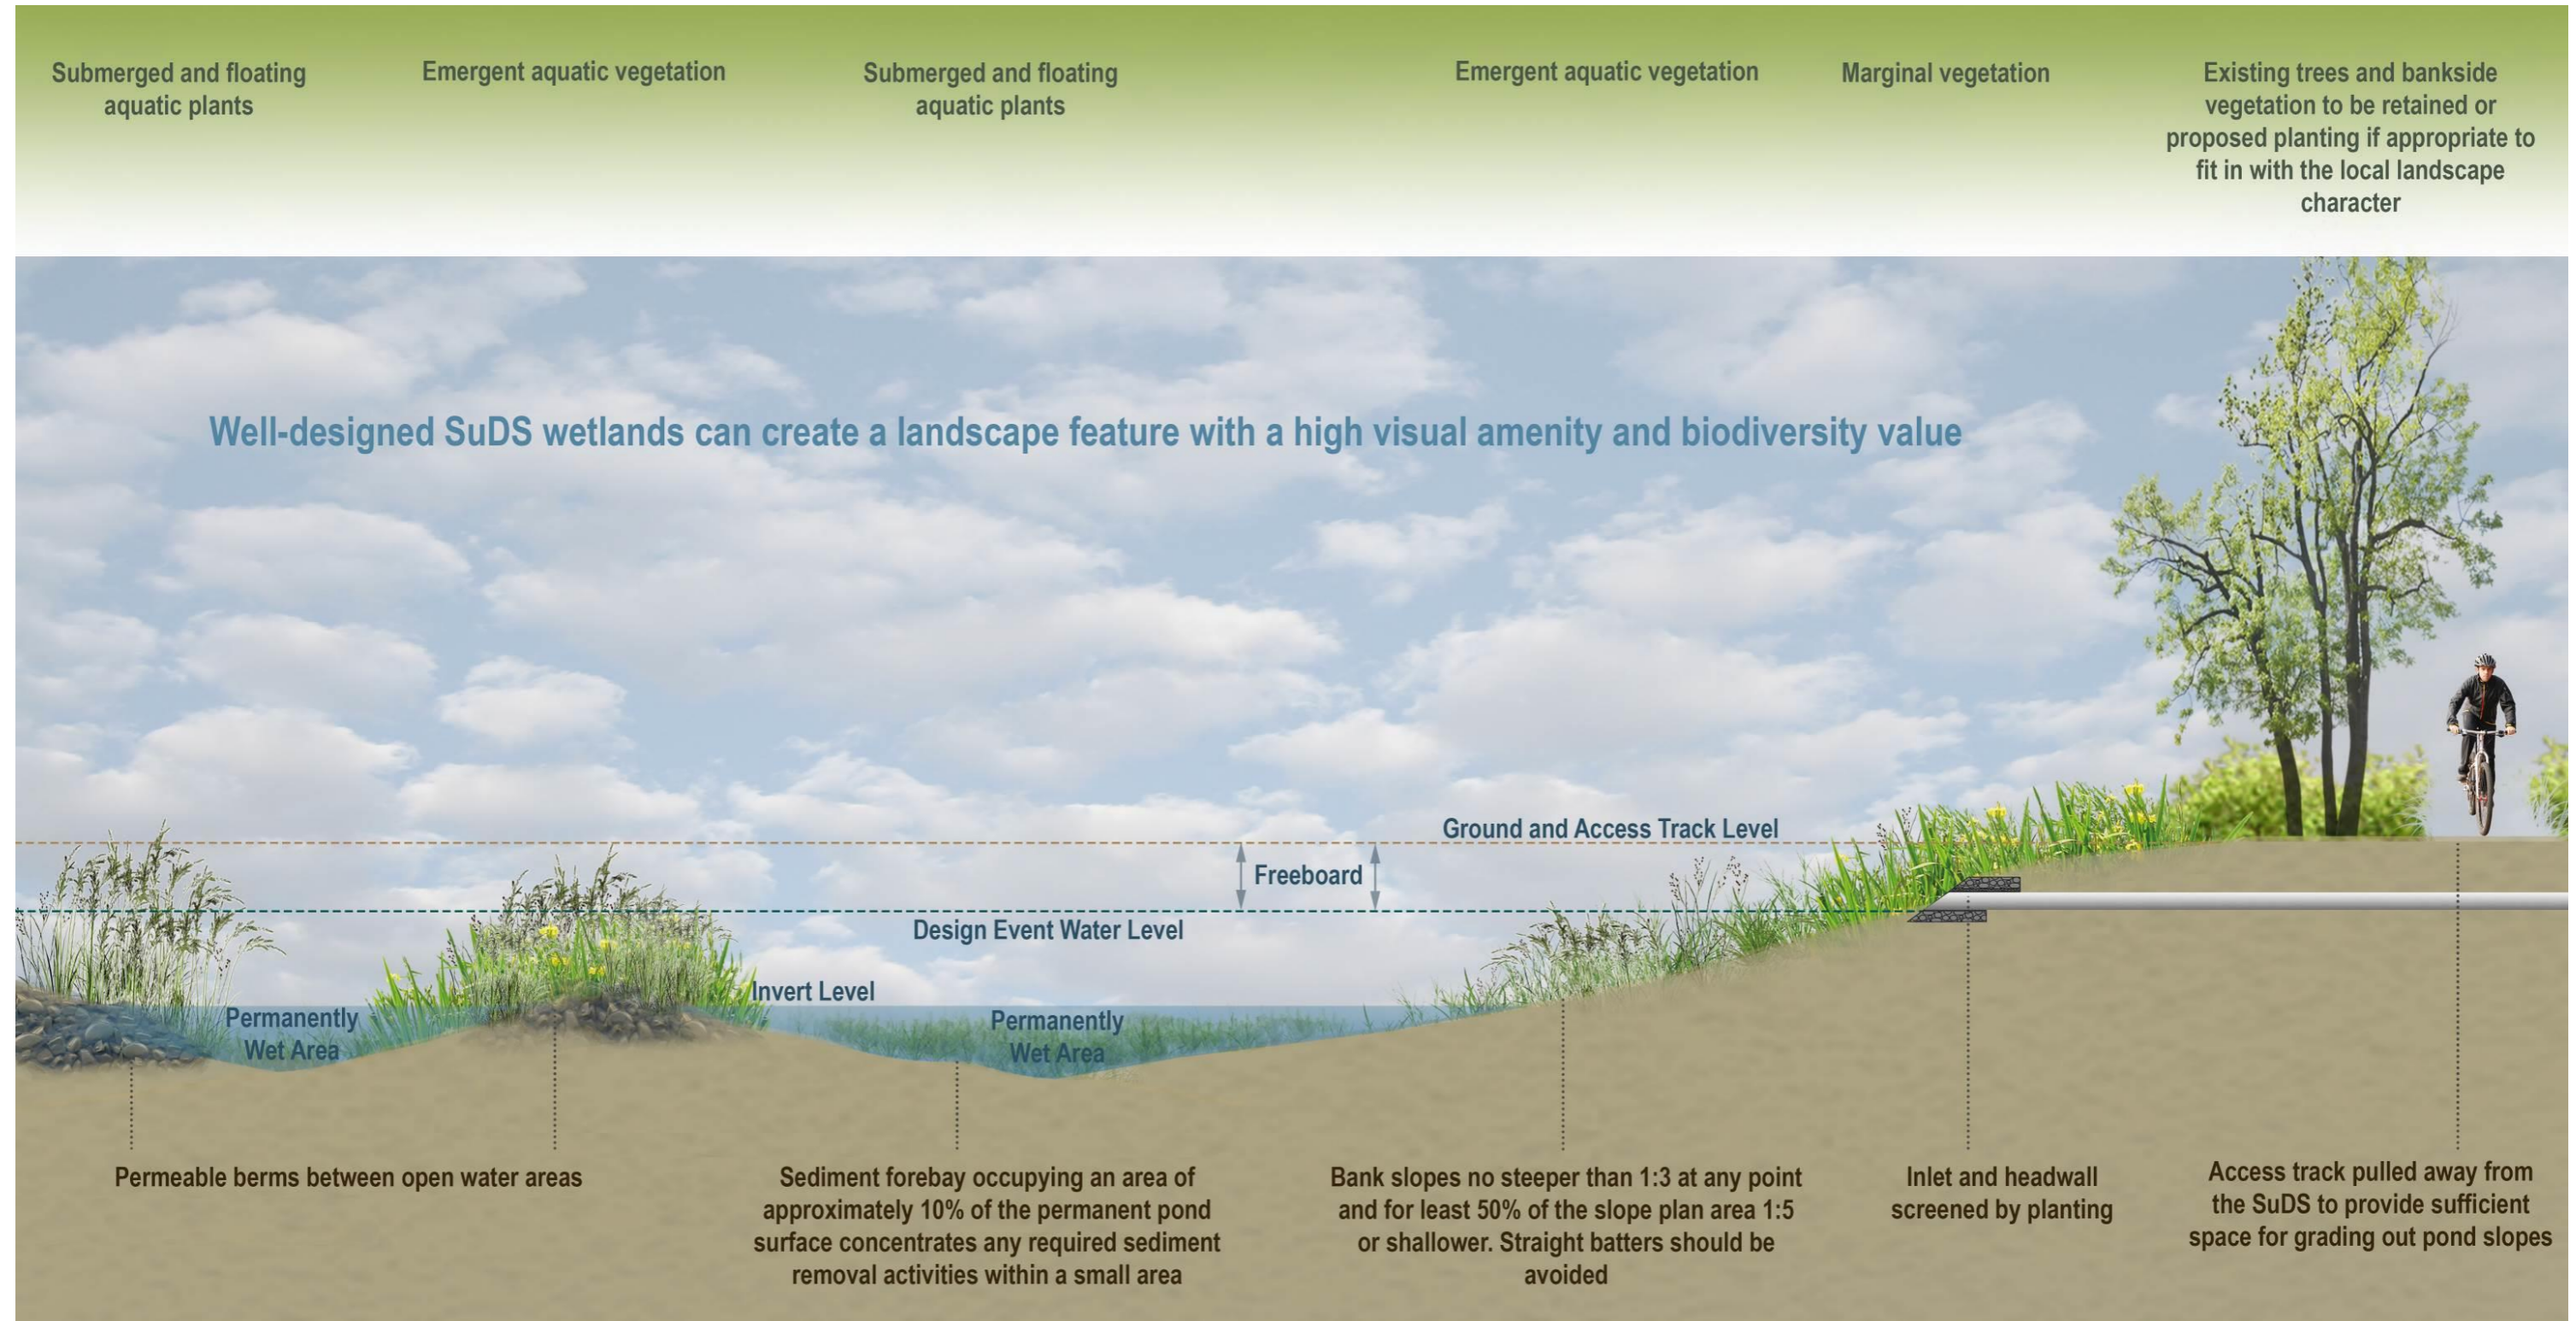 Submerged and floating
aquatic plants
Emergent aquatic vegetation
Submerged and floating
aquatic plants
Emergent aquatic vegetation
Marginal vegetation
Existing trees and bankside
vegetation to be retained or
proposed planting if appropriate to
fit in with the local landscape
character
Well-designed SuDS wetlands can create a landscape feature with a high visual amenity and biodiversity value
Ground and Access Track Level
Freeboard
Design Event Water Level
Invert Level
Permanently
Wet Area
Permanently
Wet Area
Permeable berms between open water areas
Sediment forebay occupying an area of
approximately 10% of the permanent pond
surface concentrates any required sediment
removal activities within a small area
Bank slopes no steeper than 1:3 at any point
and for least 50% of the slope plan area 1:5
or shallower. Straight batters should be
avoided
Inlet and headwall
screened by planting
Access track pulled away from
the SuDS to provide sufficient
space for grading out pond slopes